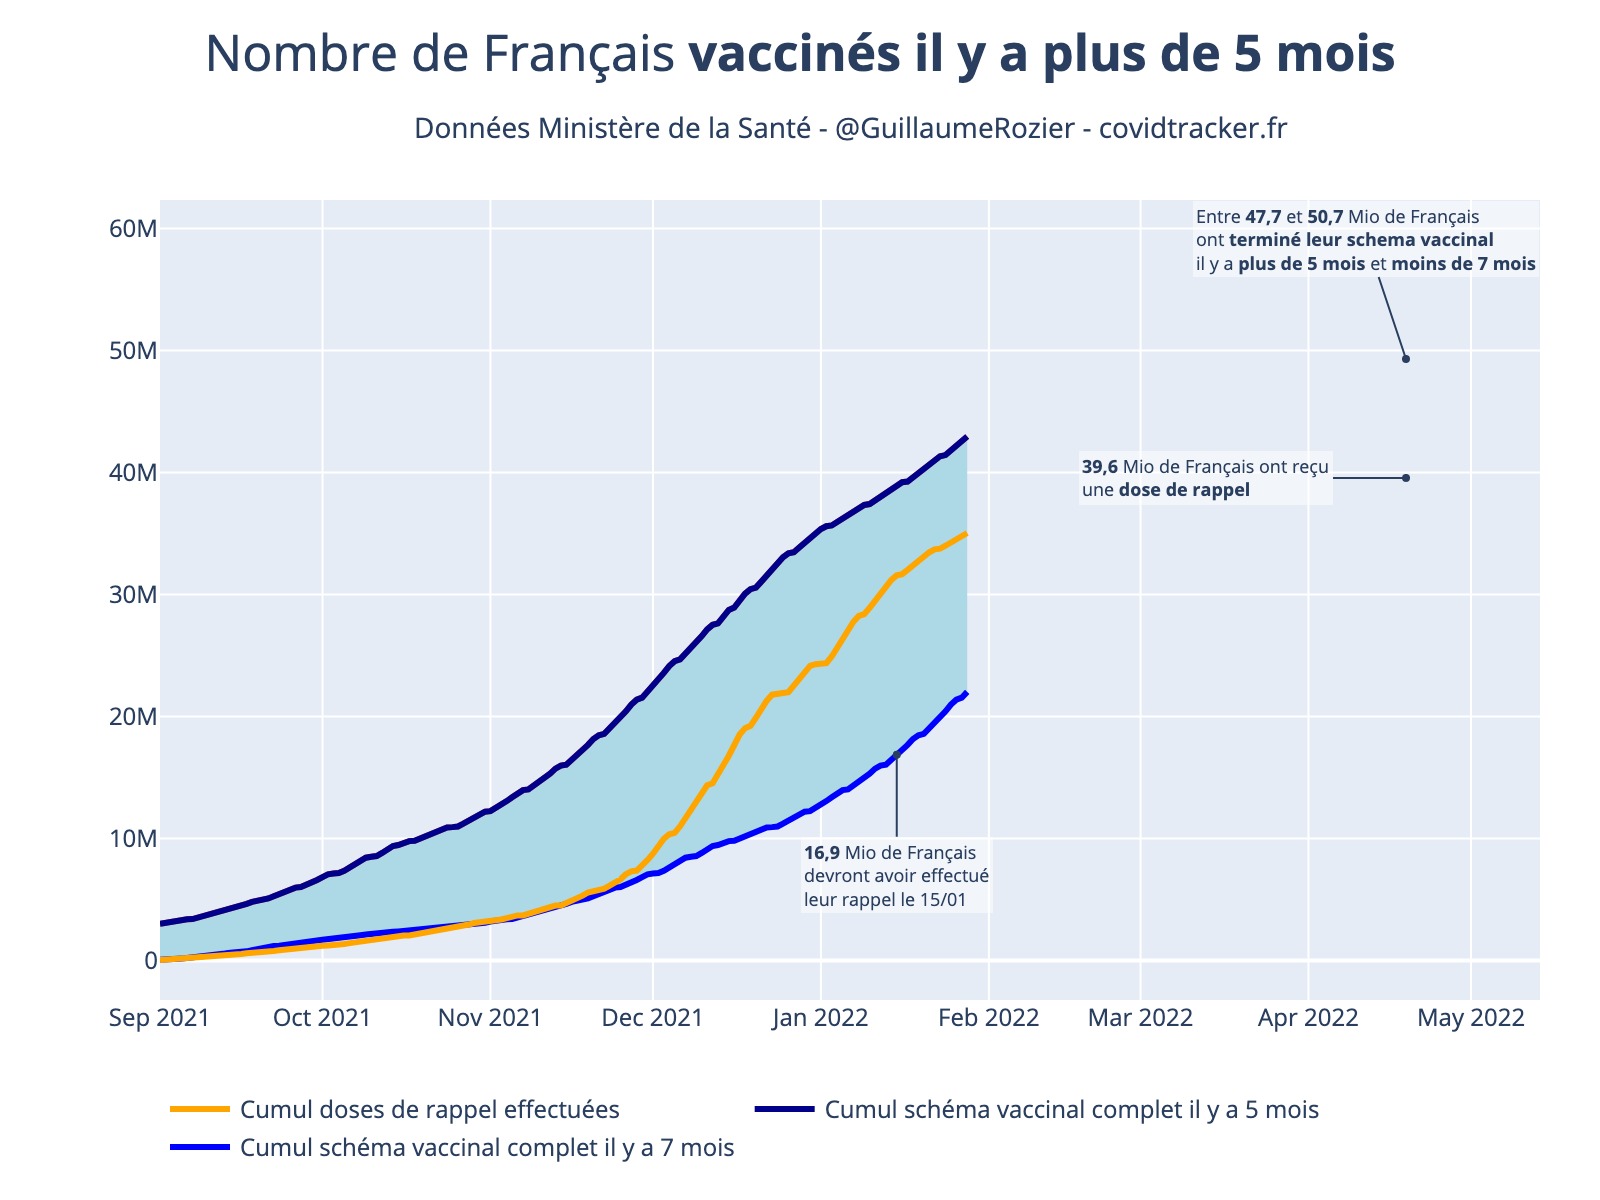 Nombre de Français vaccinés il y a plus de 5 mois
Données Ministère de la Santé - @GuillaumeRozier - covidtracker.fr
Entre 47,7 et 50,7 Mio de Français
ont terminé leur schema vaccinal
il y a plus de 5 mois et moins de 7 mois
39,6 Mio de Français ont reçu
une dose de rappel
16,9 Mio de Français
devront avoir effectué
leur rappel le 15/01
60M
50M
40M
30M
20M
10M
0
Sep 2021 Oct 2021 Nov 2021 Dec 2021 Jan 2022 Feb 2022 Mar 2022 Apr 2022 May 2022
Cumul doses de rappel effectuées
Cumul schéma vaccinal complet il y a 5 mois
Cumul schéma vaccinal complet il y a 7 mois